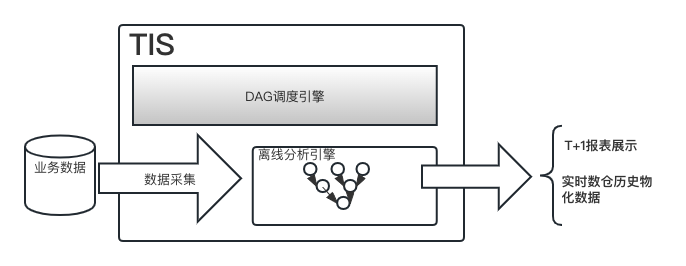 TIS
DAG调度引擎
业务数据
数据采集
离线分析引擎
T+1报表展示
实时数仓历史物
化数据